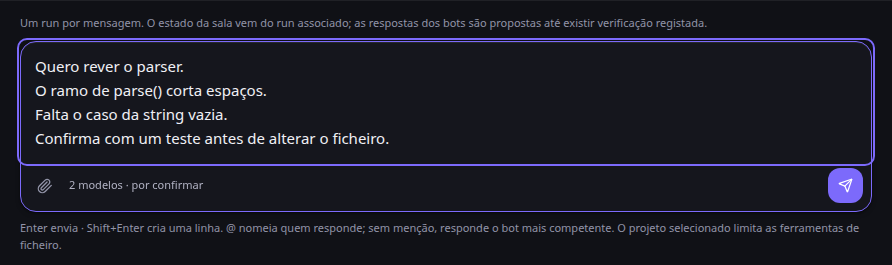 Um run por mensagem. O estado da sala vem do run associado; as respostas dos bots são propostas até existir verificação registada.
Quero rever o parser.
O ramo de parse() corta espaços.
Falta o caso da string vazia.
Confirma com um teste antes de alterar o ficheiro.
2 modelos · por confirmar
Enter envia · Shift+Enter cria uma linha. @ nomeia quem responde; sem menção, responde o bot mais competente. O projeto selecionado limita as ferramentas de
ficheiro.